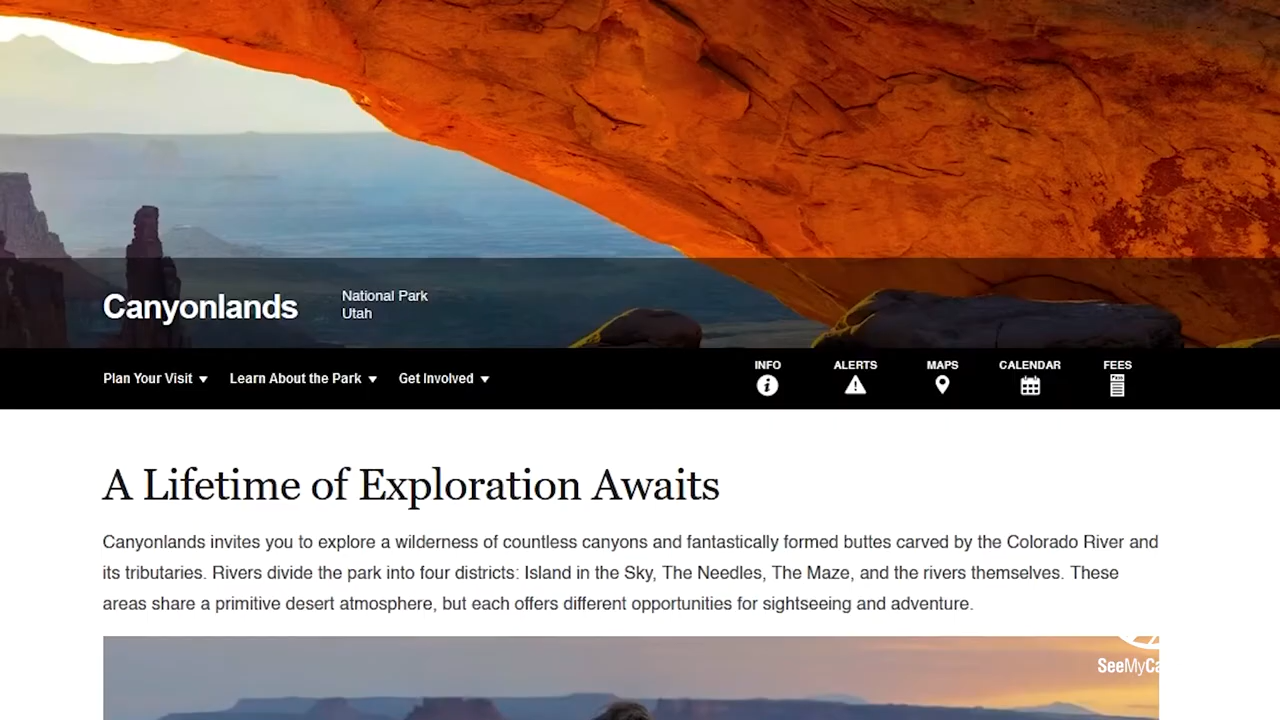 Canyonlands
National Park
Utah
Plan Your Visit
Learn About the Park
Get Involved
INFO
ALERTS
MAPS
CALENDAR
FEES
A Lifetime of Exploration Awaits
Canyonlands invites you to explore a wilderness of countless canyons and fantastically formed buttes carved by the Colorado River and
its tributaries. Rivers divide the park into four districts: Island in the Sky, The Needles, The Maze, and the rivers themselves. These
areas share a primitive desert atmosphere, but each offers different opportunities for sightseeing and adventure.
SeeMyCa